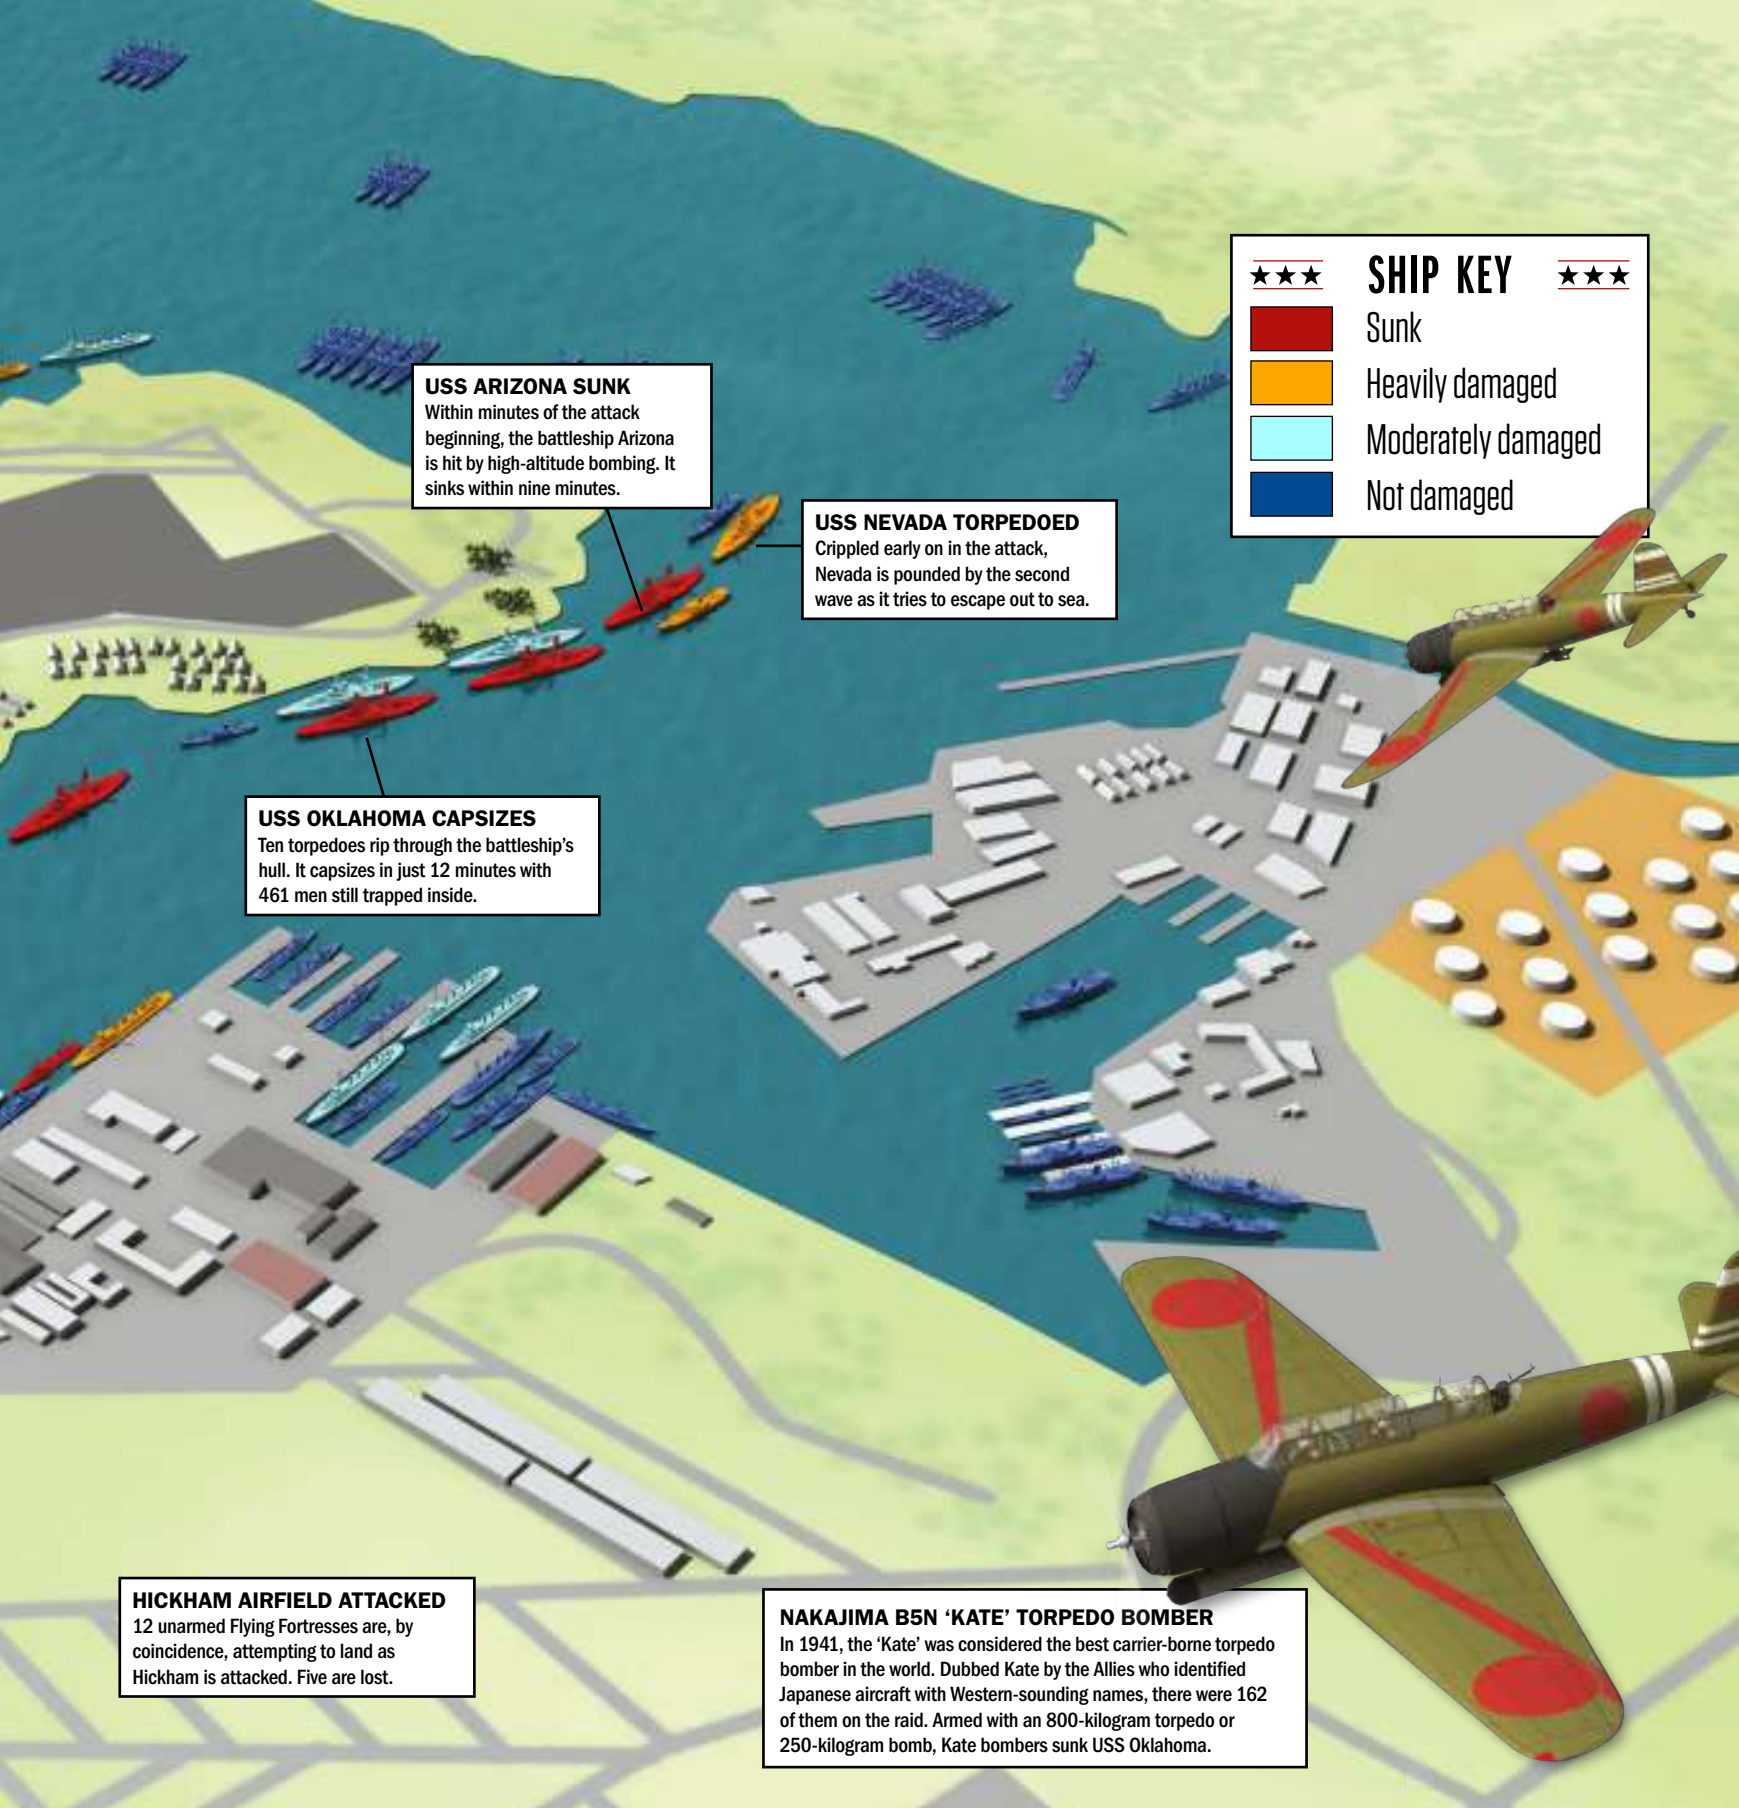 SHIP KEY
Sunk
Heavily damaged
Moderately damaged
Not damaged
USS ARIZONA SUNK
Within minutes of the attack
beginning, the battleship Arizona
is hit by high-altitude bombing. It
sinks within nine minutes.
USS NEVADA TORPEDOED
Crippled early on in the attack,
Nevada is pounded by the second
wave as it tries to escape out to sea.
USS OKLAHOMA CAPSIZES
Ten torpedoes rip through the battleship’s
hull. It capsizes in just 12 minutes with
461 men still trapped inside.
HICKHAM AIRFIELD ATTACKED
12 unarmed Flying Fortresses are, by
coincidence, attempting to land as
Hickham is attacked. Five are lost.
NAKAJIMA B5N ‘KATE’ TORPEDO BOMBER
In 1941, the ‘Kate’ was considered the best carrier-borne torpedo
bomber in the world. Dubbed Kate by the Allies who identified
Japanese aircraft with Western-sounding names, there were 162
of them on the raid. Armed with an 800-kilogram torpedo or
250-kilogram bomb, Kate bombers sunk USS Oklahoma.